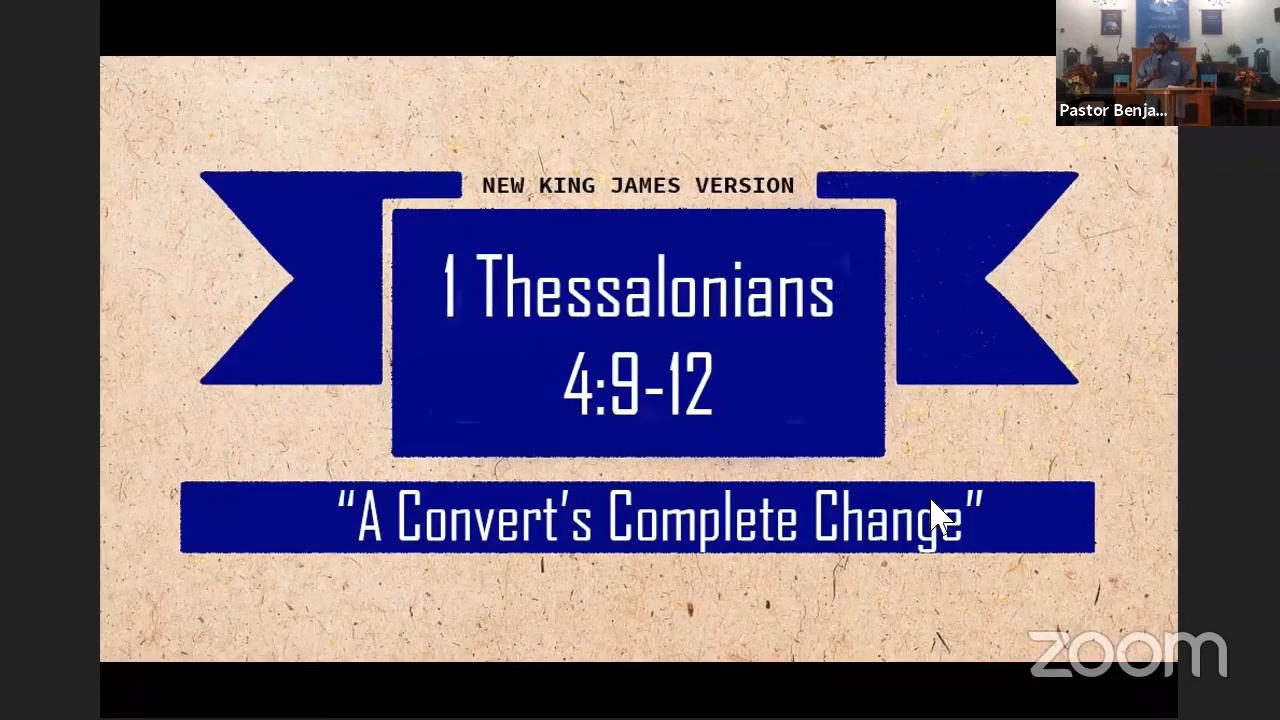 Pastor Benja...
NEW KING JAMES VERSION
1 Thessalonians
4:9-12
“A Convert’s Complete Change”
zoom